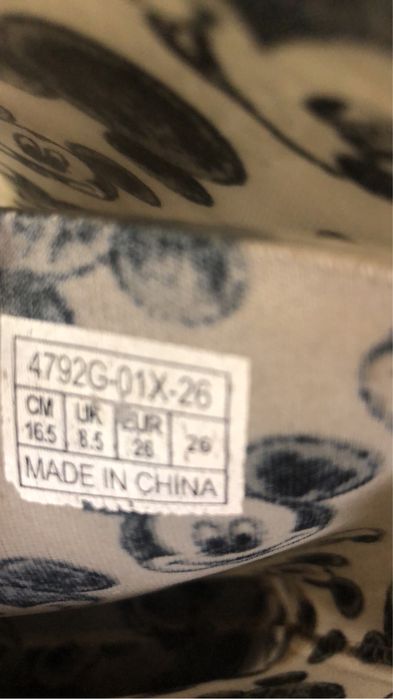 4792G-01X-26
CM UK EUR 26
16.5 8.5 26
MADE IN CHINA